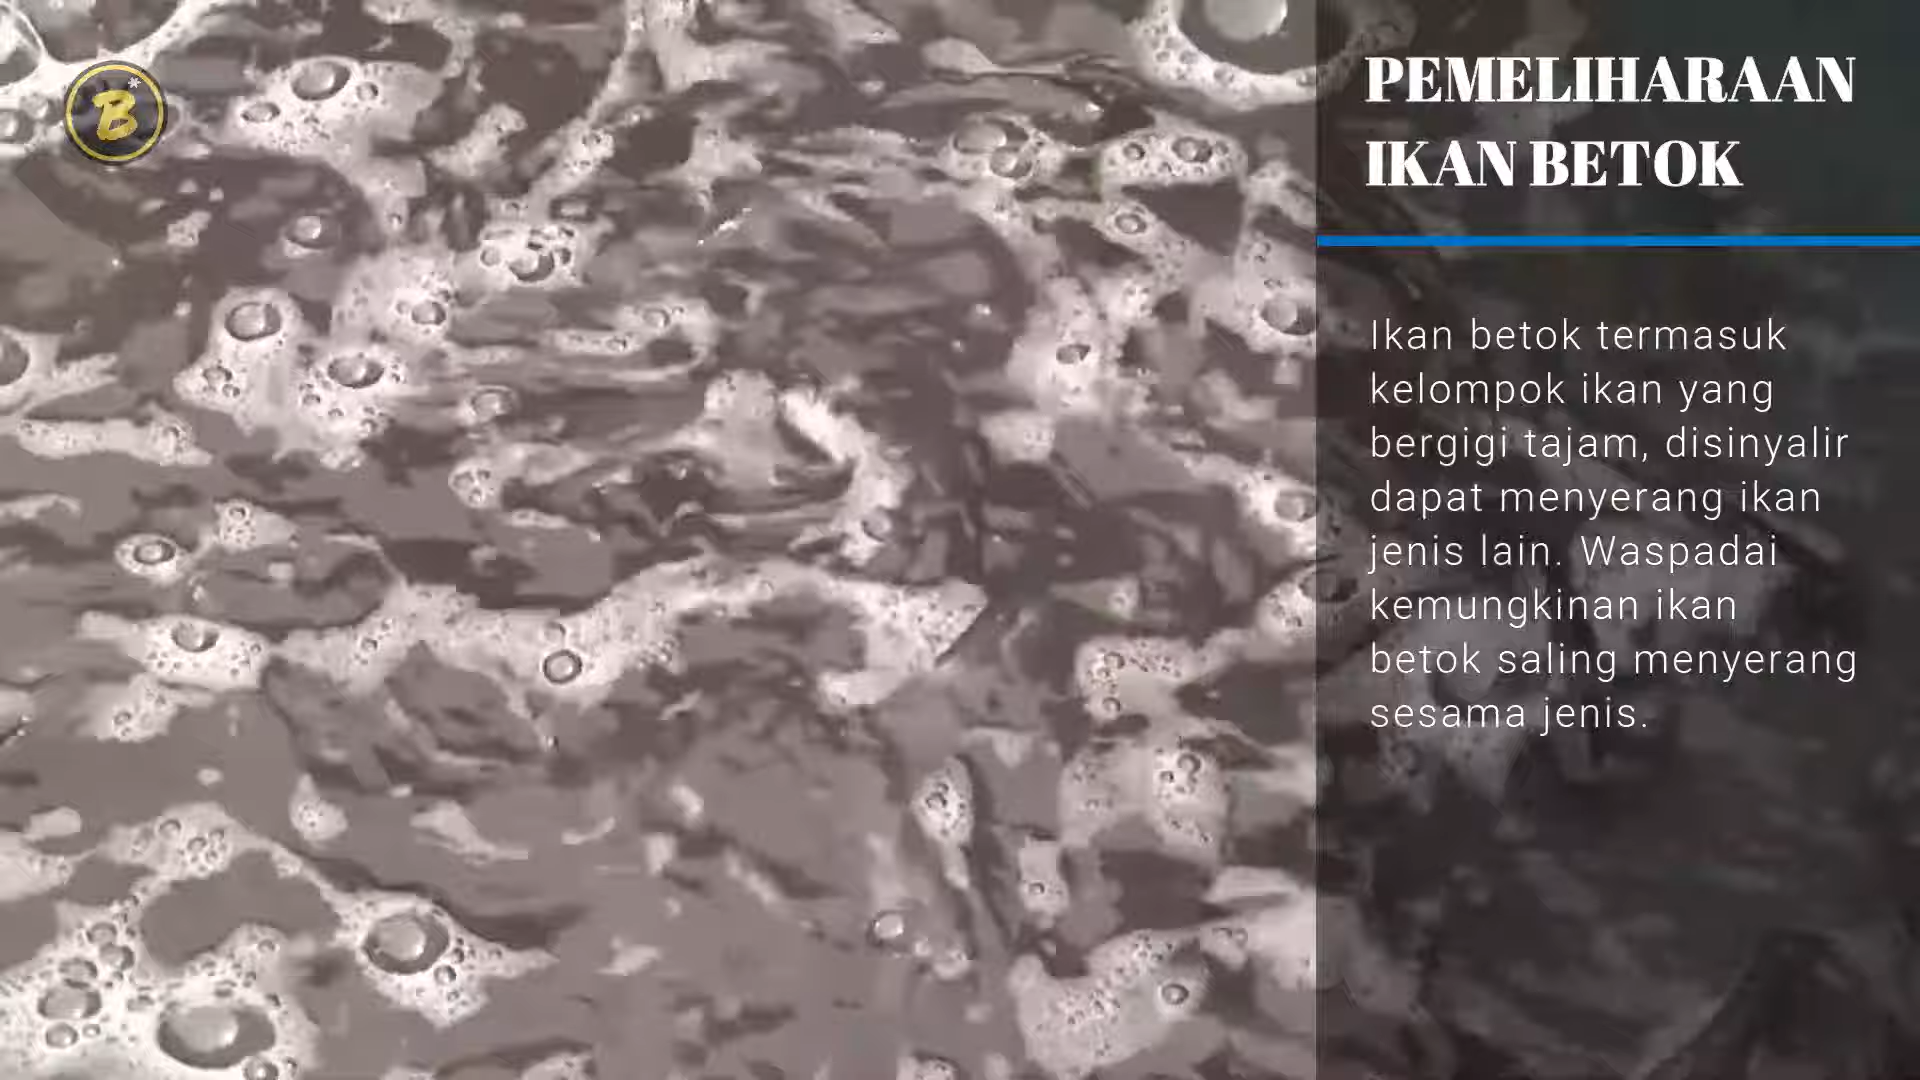 B
PEMELIHARAAN
IKAN BETOK
Ikan betok termasuk
kelompok ikan yang
bergigi tajam, disinyalir
dapat menyerang ikan
jenis lain. Waspadai
kemungkinan ikan
betok saling menyerang
sesama jenis.